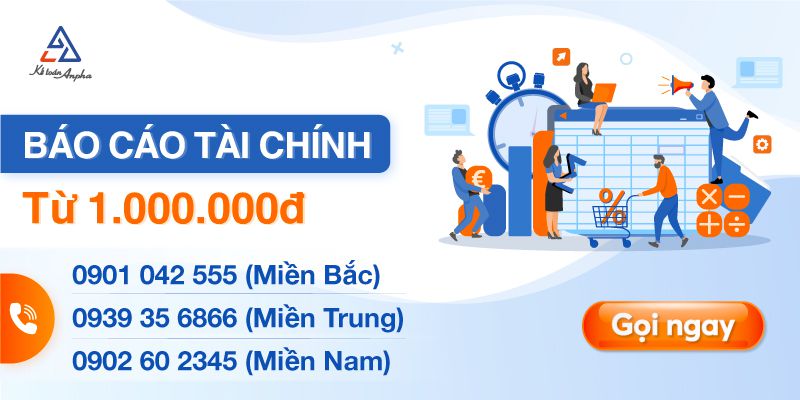 Kế toán Anpha
BÁO CÁO TÀI CHÍNH
Từ 1.000.000đ
0901 042 555 (Miền Bắc)
0939 35 6866 (Miền Trung)
0902 60 2345 (Miền Nam)
€
%
Gọi ngay